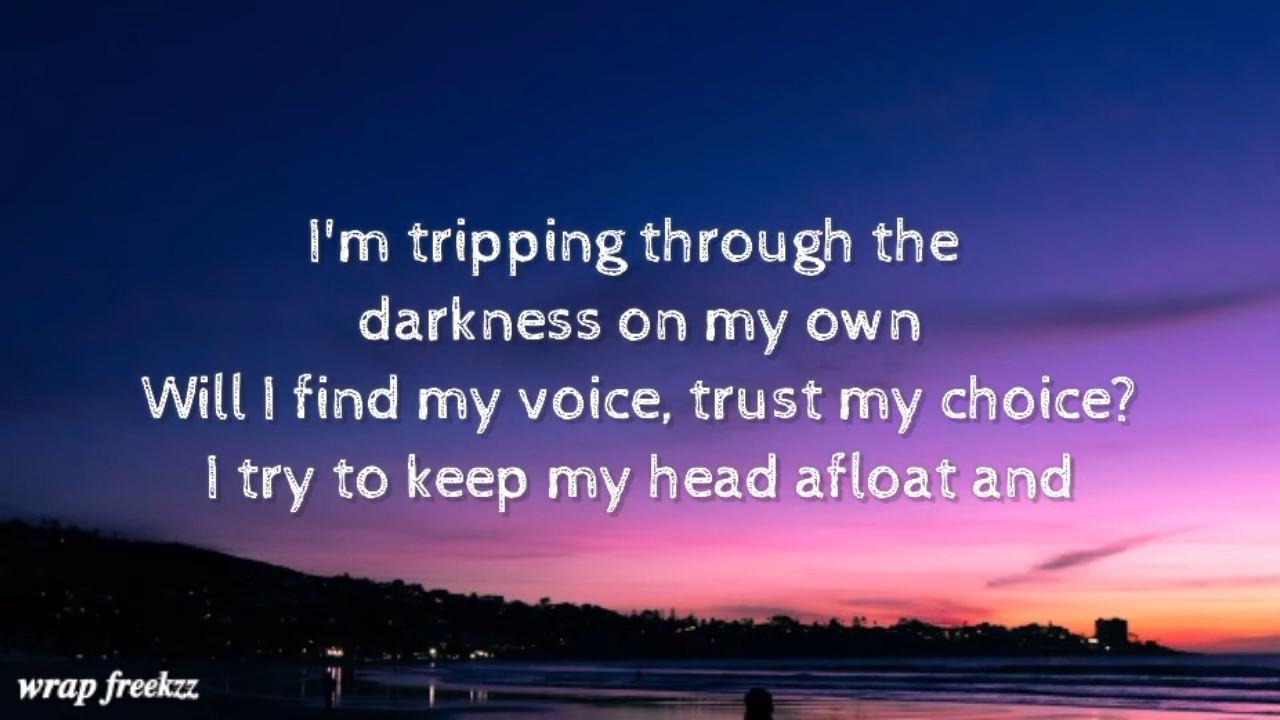 I'm tripping through the
darkness on my own
Will I find my voice, trust my choice?
I try to keep my head afloat and
wrap freekzz